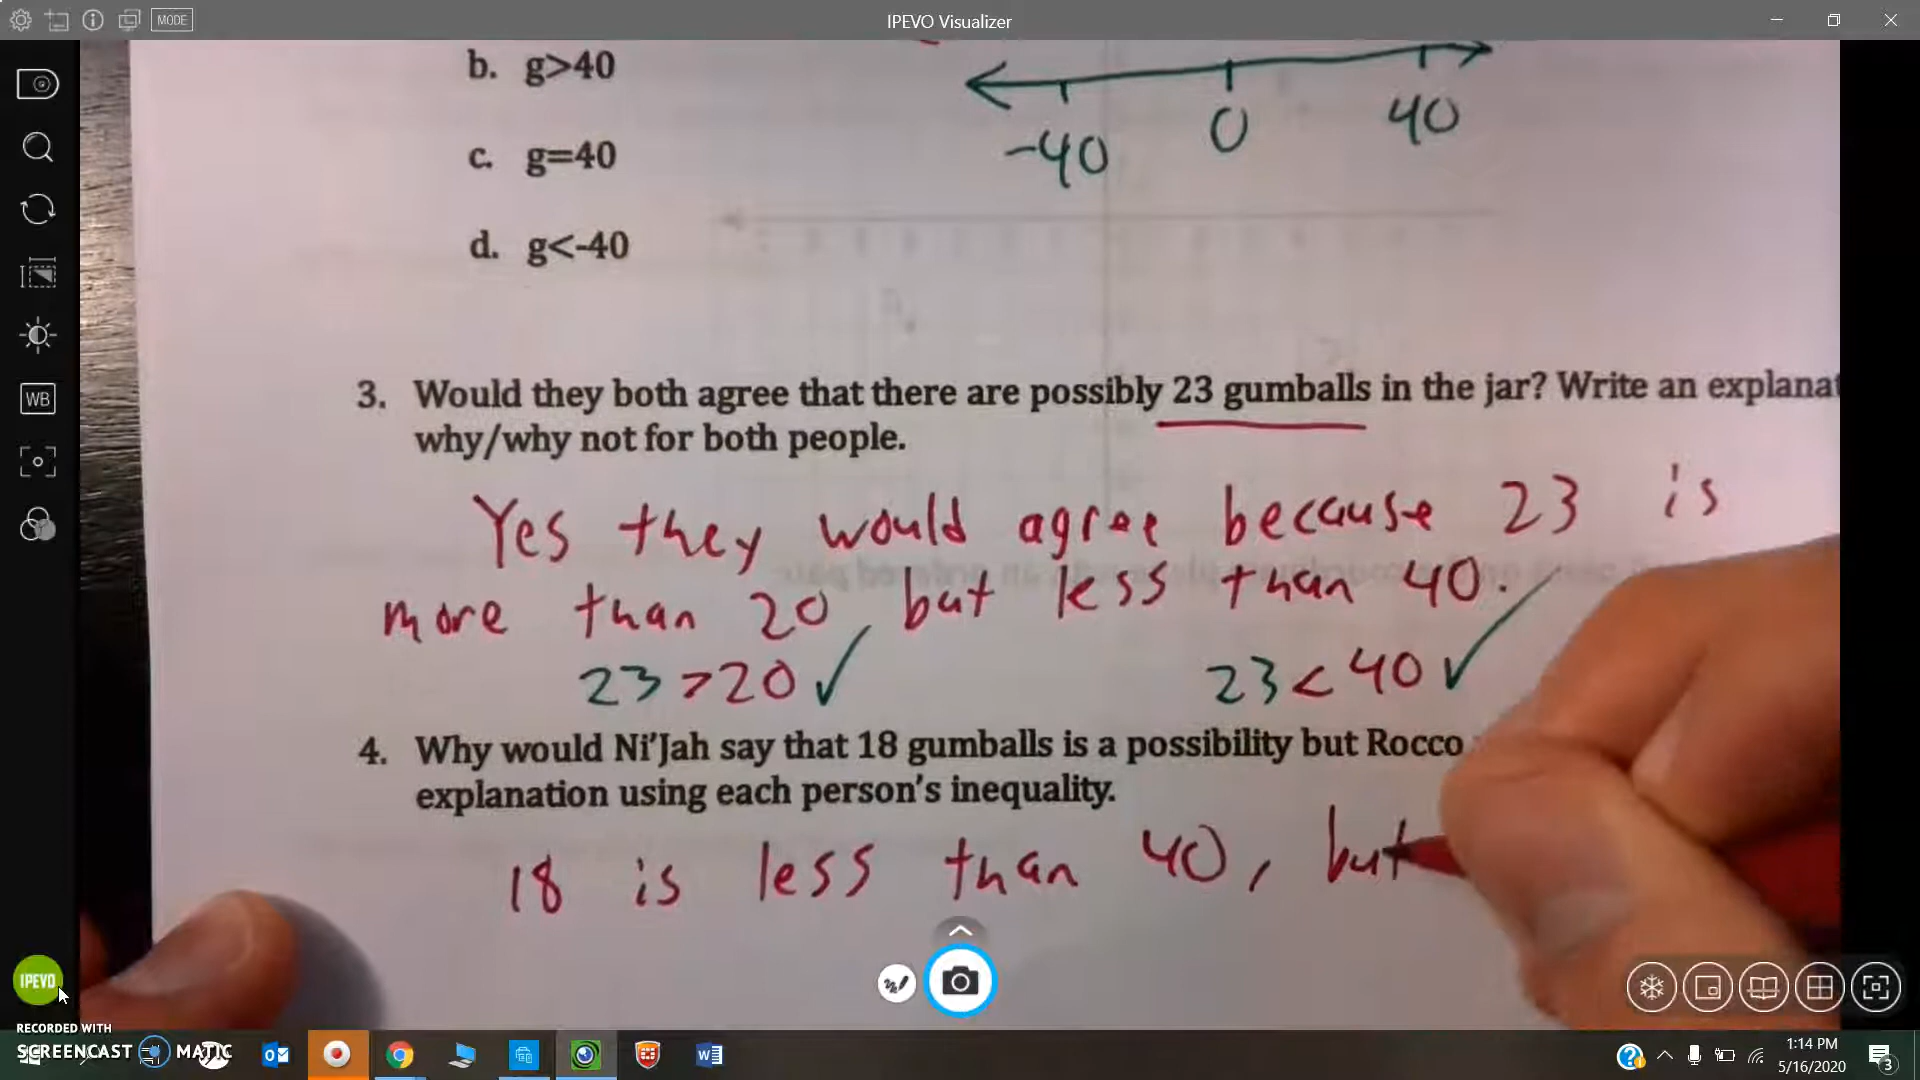 MODE
IPEVO Visualizer
b. g>40
-40 0 40
c. g=40
d. g<-40
WB
3. Would they both agree that there are possibly 23 gumballs in the jar? Write an
why/why not for both people.
Yes they would agree because 23 is
more than 20 but less than 40.
23 > 20 ✓ 23 < 40 ✓
4. Why would Ni'Jah say that 18 gumballs is a possibility but Rocco
explanation using each person's inequality.
18 is less than 40, but
IPEVO
RECORDED WITH
SCREENCAST MATIC
1:14 PM
5/16/2020
3